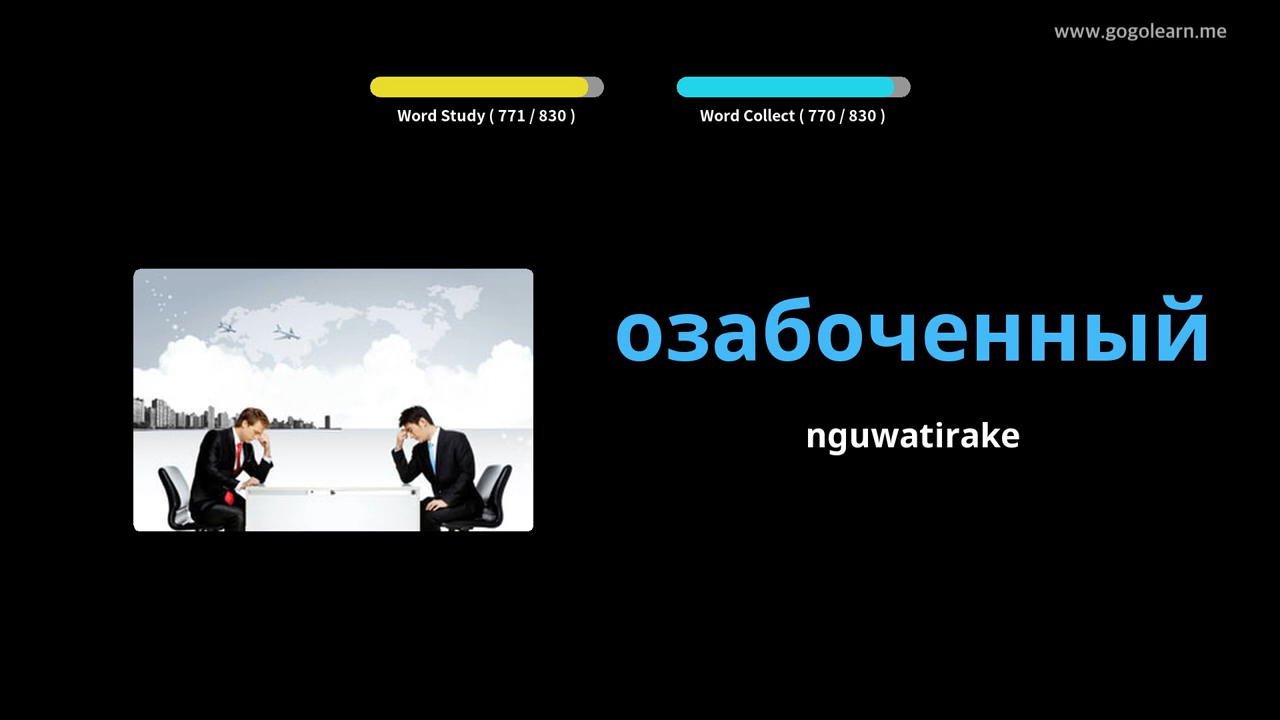 www.gogolearn.me
Word Study ( 771 / 830 )
Word Collect ( 770 / 830 )
озабоченный
nguwatirake